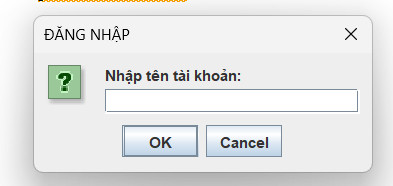 ĐĂNG NHẬP
?
Nhập tên tài khoản:
OK Cancel